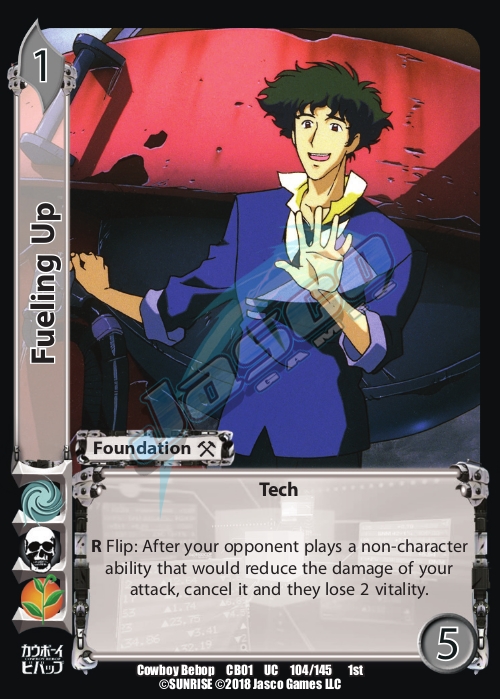 1
Fueling Up
Jasco
GAMES
Foundation
Tech
R Flip: After your opponent plays a non-character
ability that would reduce the damage of your
attack, cancel it and they lose 2 vitality.
カウボーイ
ビバップ
5
Cowboy Bebop CB01 UC 104/145 1st
©SUNRISE ©2018 Jasco Games LLC